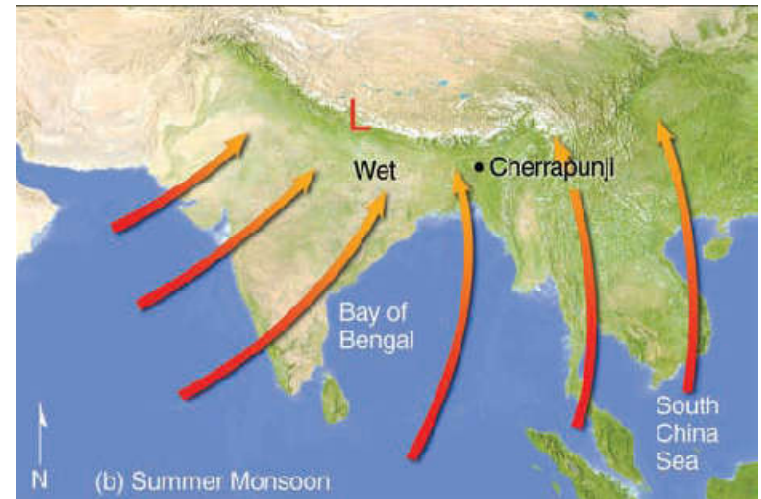 L
Wet
Cherrapunji
Bay of
Bengal
South
China
Sea
N
(b) Summer Monsoon